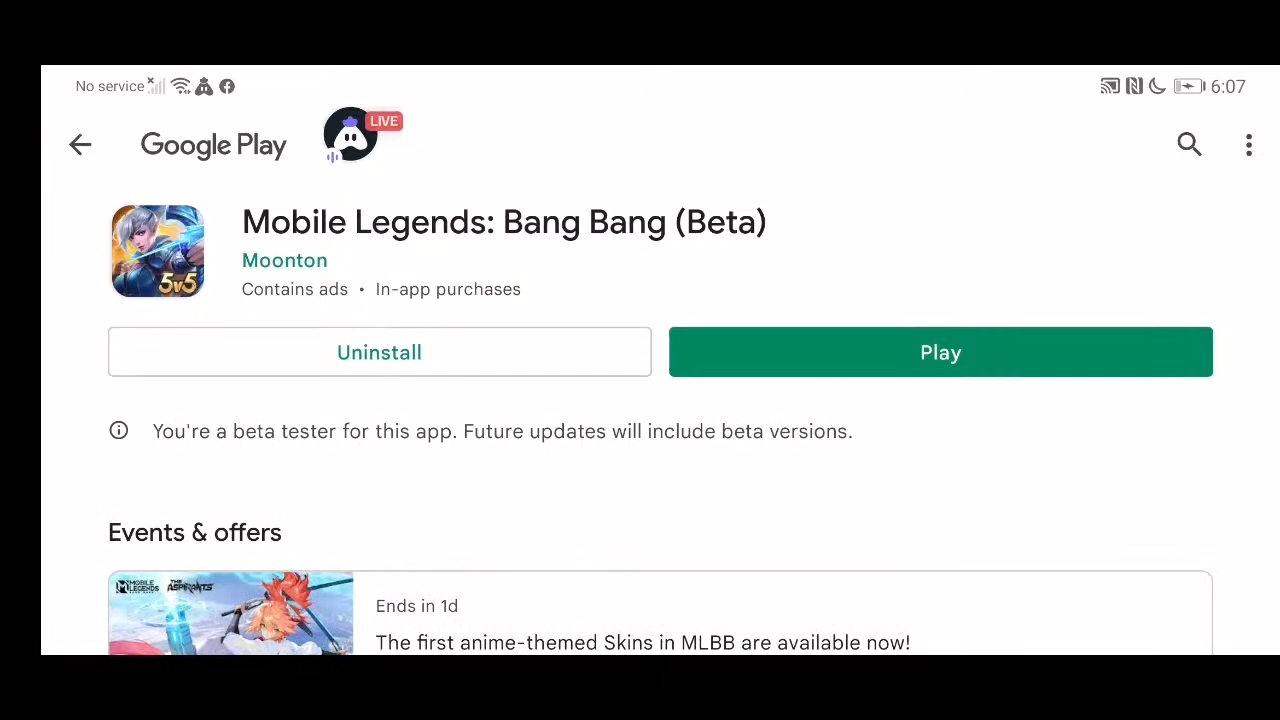 No service 6:07
Google Play LIVE
Mobile Legends: Bang Bang (Beta)
Moonton
Contains ads • In-app purchases
5v5
Uninstall Play
You're a beta tester for this app. Future updates will include beta versions.
Events & offers
MOBILE LEGENDS THE ASPIRANTS
Ends in 1d
The first anime-themed Skins in MLBB are available now!